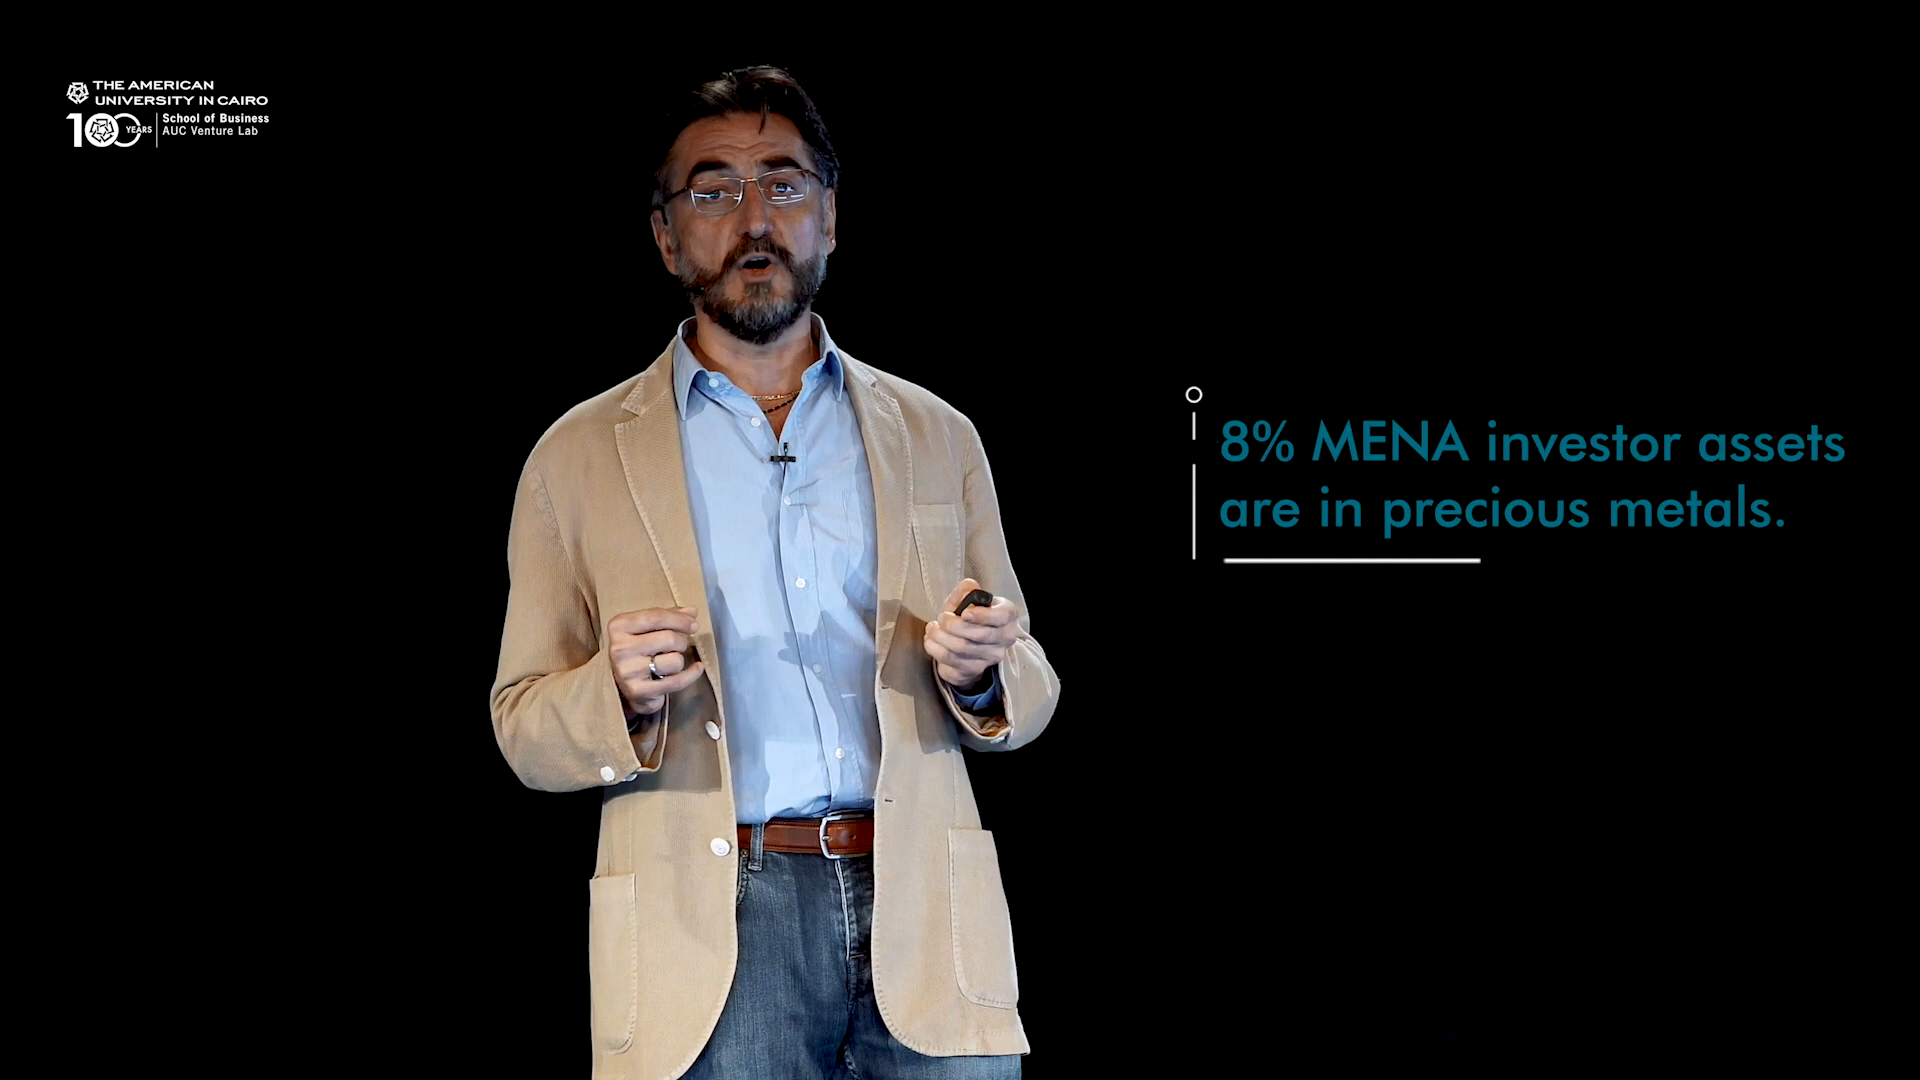 THE AMERICAN
UNIVERSITY IN CAIRO
100 YEARS
School of Business
AUC Venture Lab
8% MENA investor assets
are in precious metals.